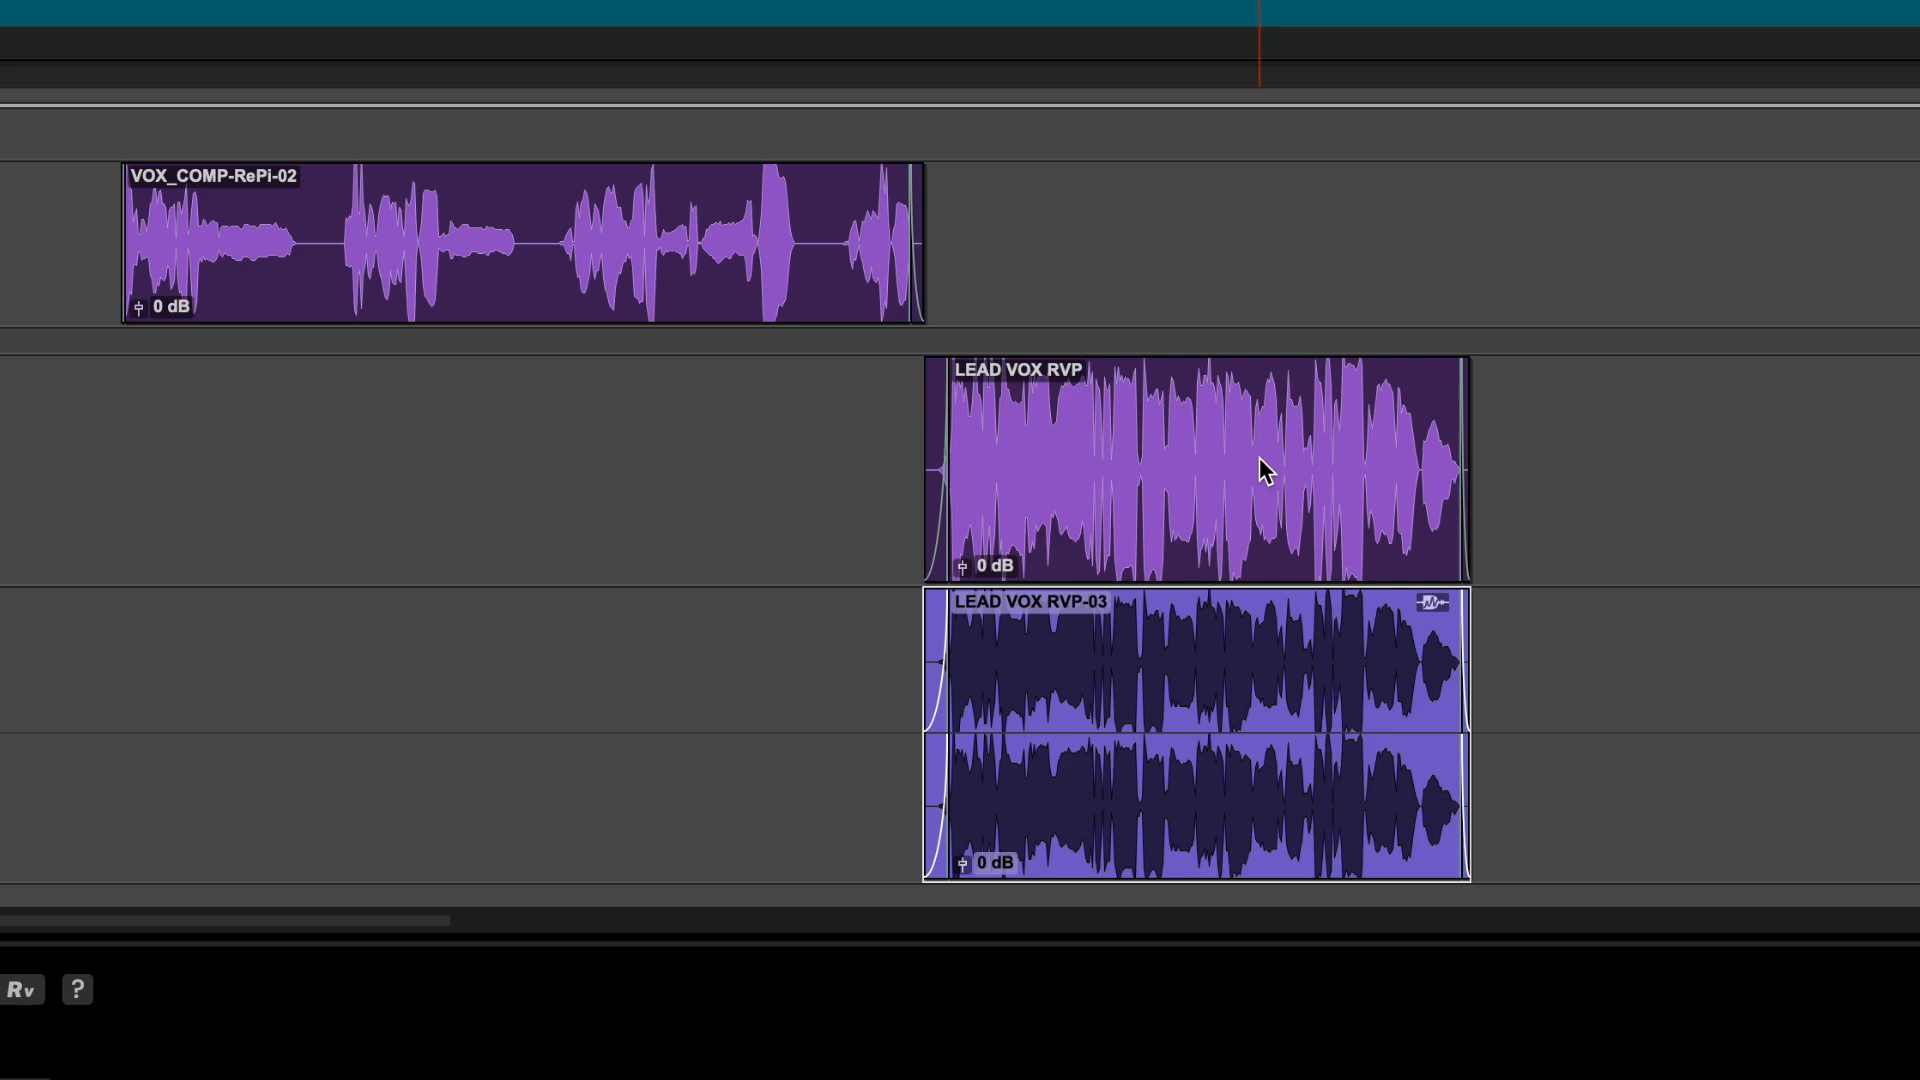 VOX_COMP-RePi-02
0 dB
LEAD VOX RVP
0 dB
LEAD VOX RVP-03
0 dB
Rv
?